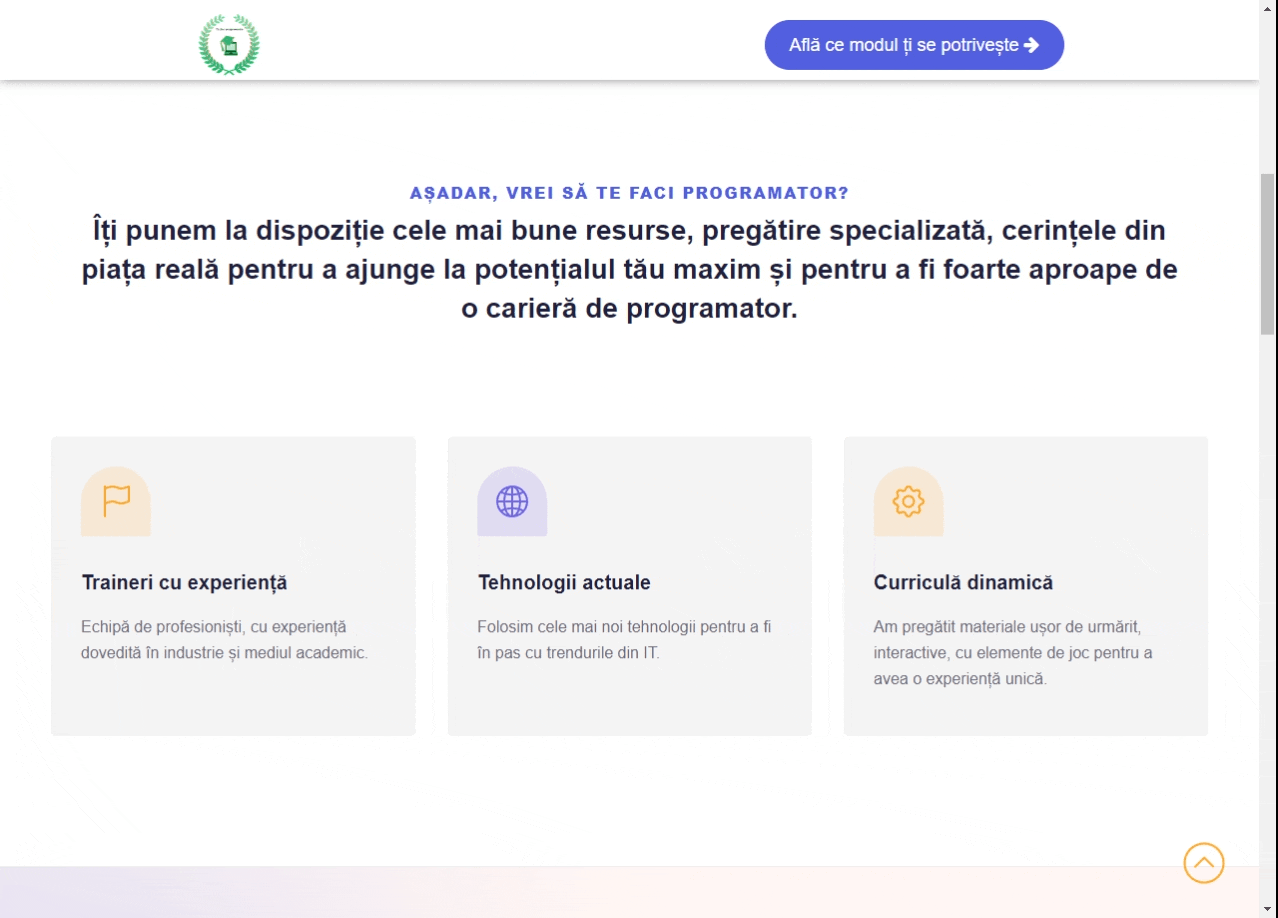 Află ce modul ți se potrivește
AȘADAR, VREI SĂ TE FACI PROGRAMATOR?
Îți punem la dispoziție cele mai bune resurse, pregătire specializată, cerințele din
piața reală pentru a ajunge la potențialul tău maxim și pentru a fi foarte aproape de
o carieră de programator.
Traineri cu experiență
Echipă de profesioniști, cu experiență
dovedită în industrie și mediul academic.
Tehnologii actuale
Folosim cele mai noi tehnologii pentru a fi
în pas cu trendurile din IT.
Curriculă dinamică
Am pregătit materiale ușor de urmărit,
interactive, cu elemente de joc pentru a
avea o experiență unică.